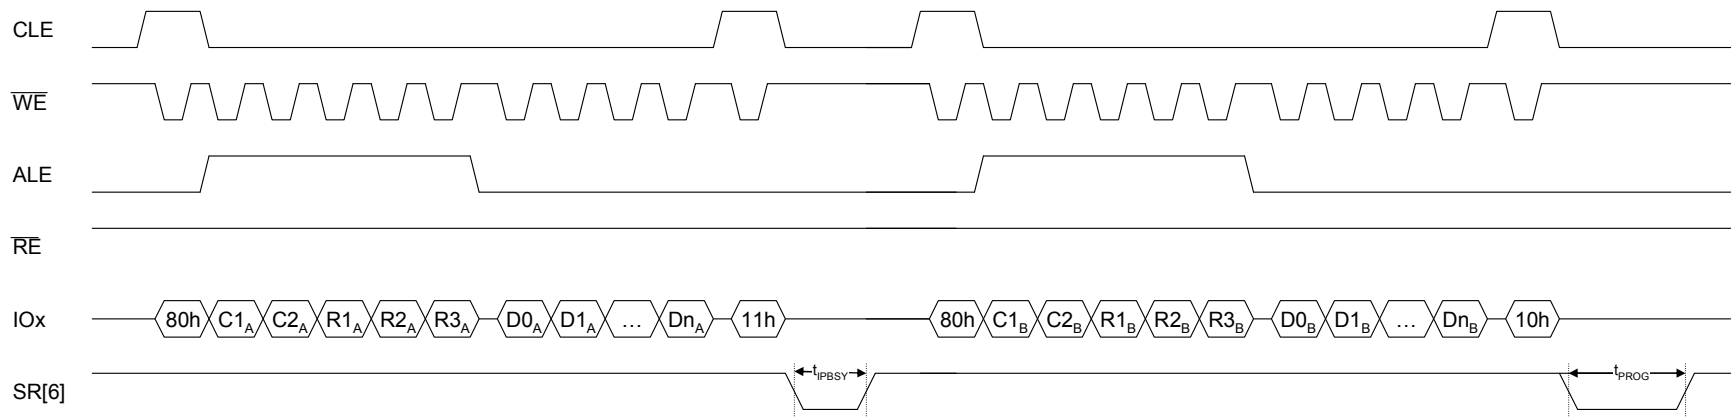 CLE
WE
ALE
RE
IOx 80h C1A C2A R1A R2A R3A D0A D1A ... DnA 11h 80h C1B C2B R1B R2B R3B D0B D1B ... DnB 10h
SR[6] tIPBSY tPROG